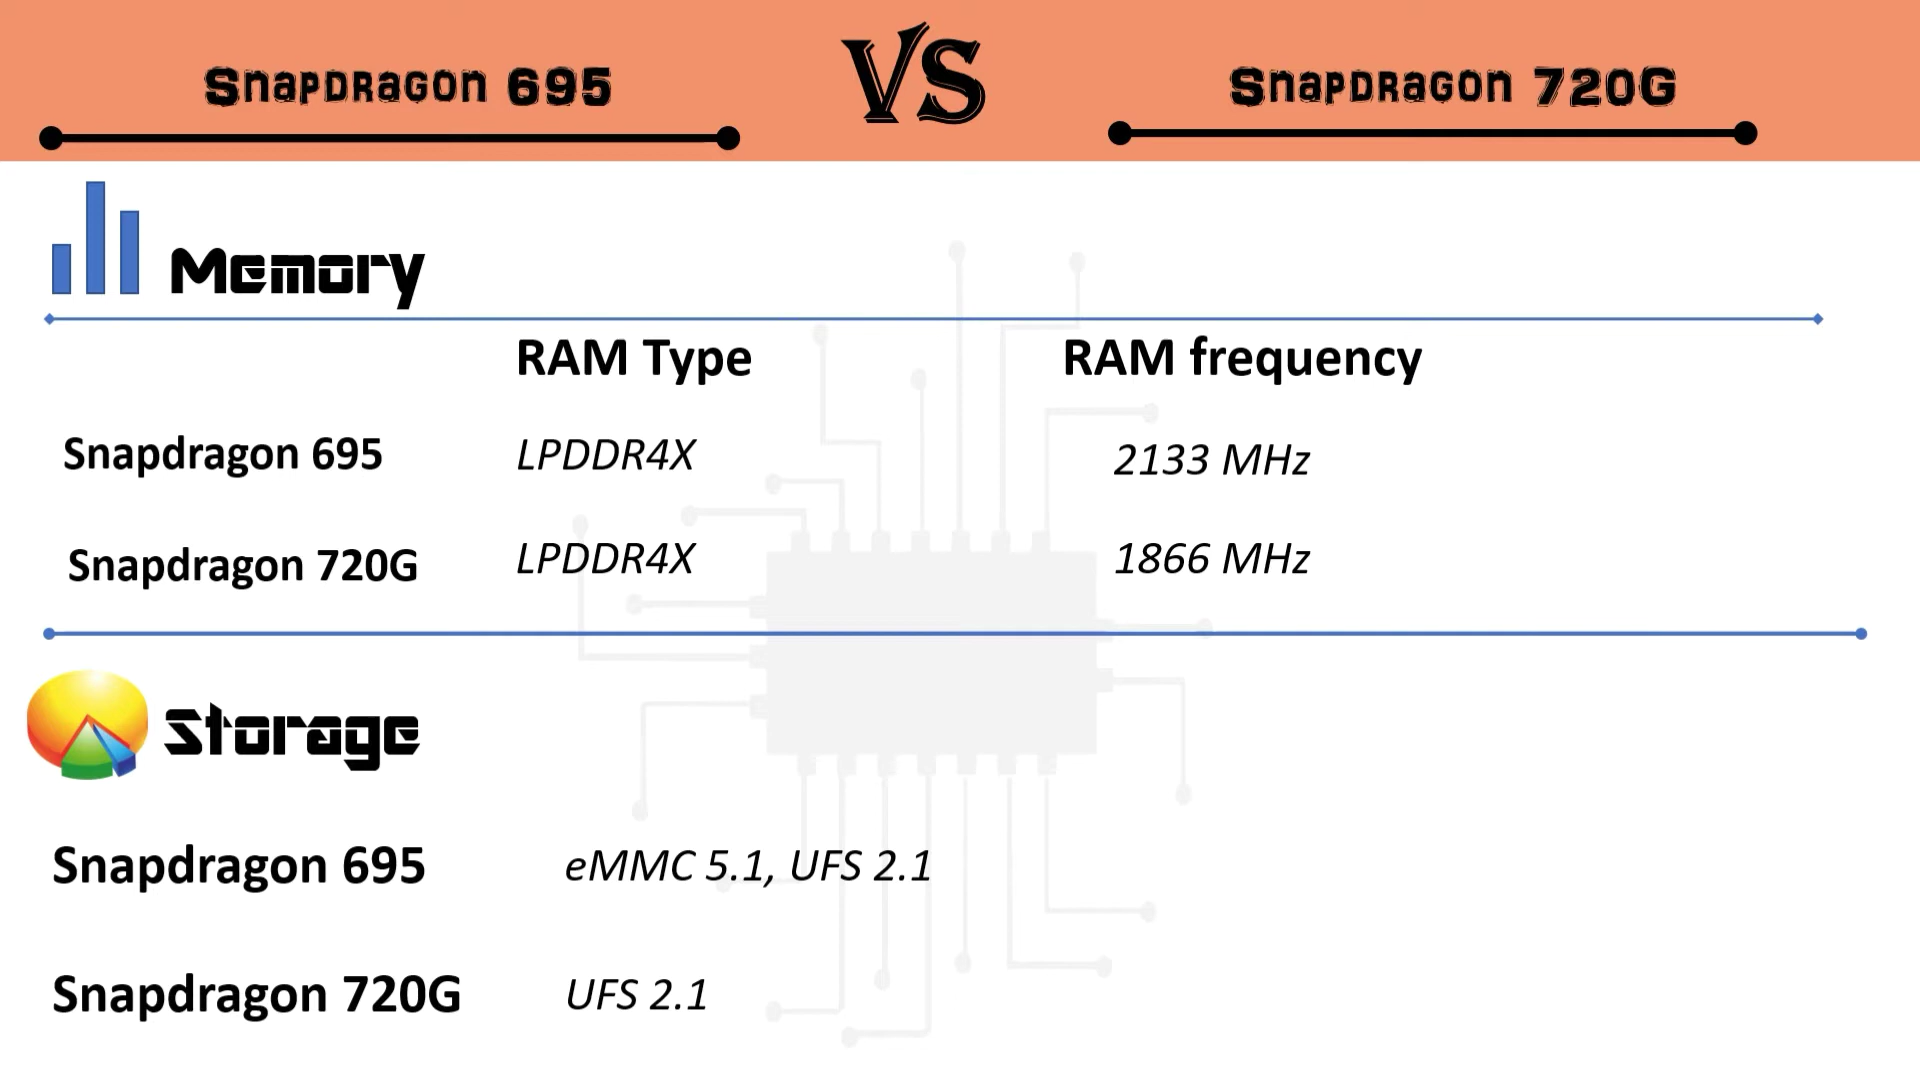 Snapdragon 695 VS Snapdragon 720G
Memory
RAM Type RAM frequency
Snapdragon 695 LPDDR4X 2133 MHz
Snapdragon 720G LPDDR4X 1866 MHz
Storage
Snapdragon 695 eMMC 5.1, UFS 2.1
Snapdragon 720G UFS 2.1